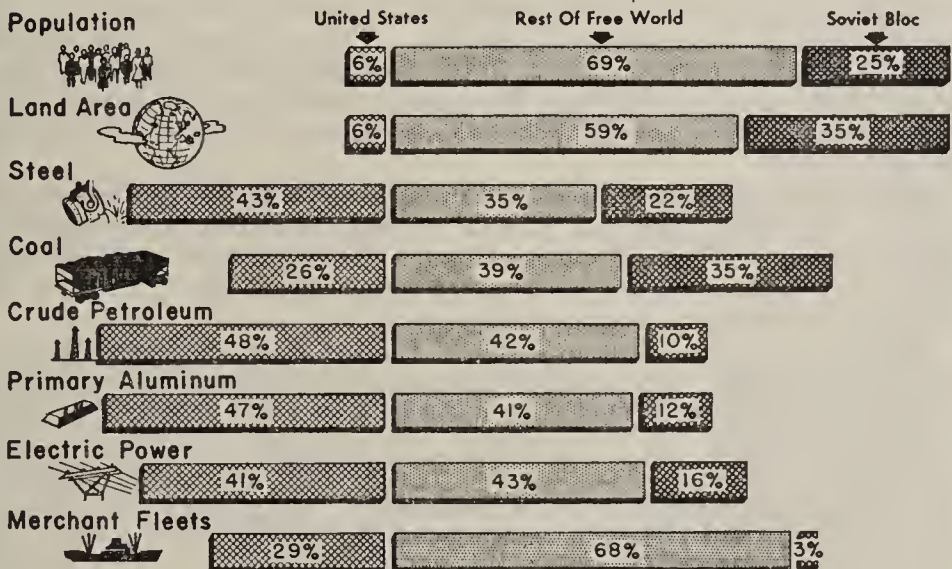 Population United States Rest Of Free World Soviet Bloc
6% 69% 25%
Land Area
6% 59% 35%
Steel
43% 35% 22%
Coal
26% 39% 35%
Crude Petroleum
48% 42% 10%
Primary Aluminum
47% 41% 12%
Electric Power
41% 43% 16%
Merchant Fleets
29% 68% 3%